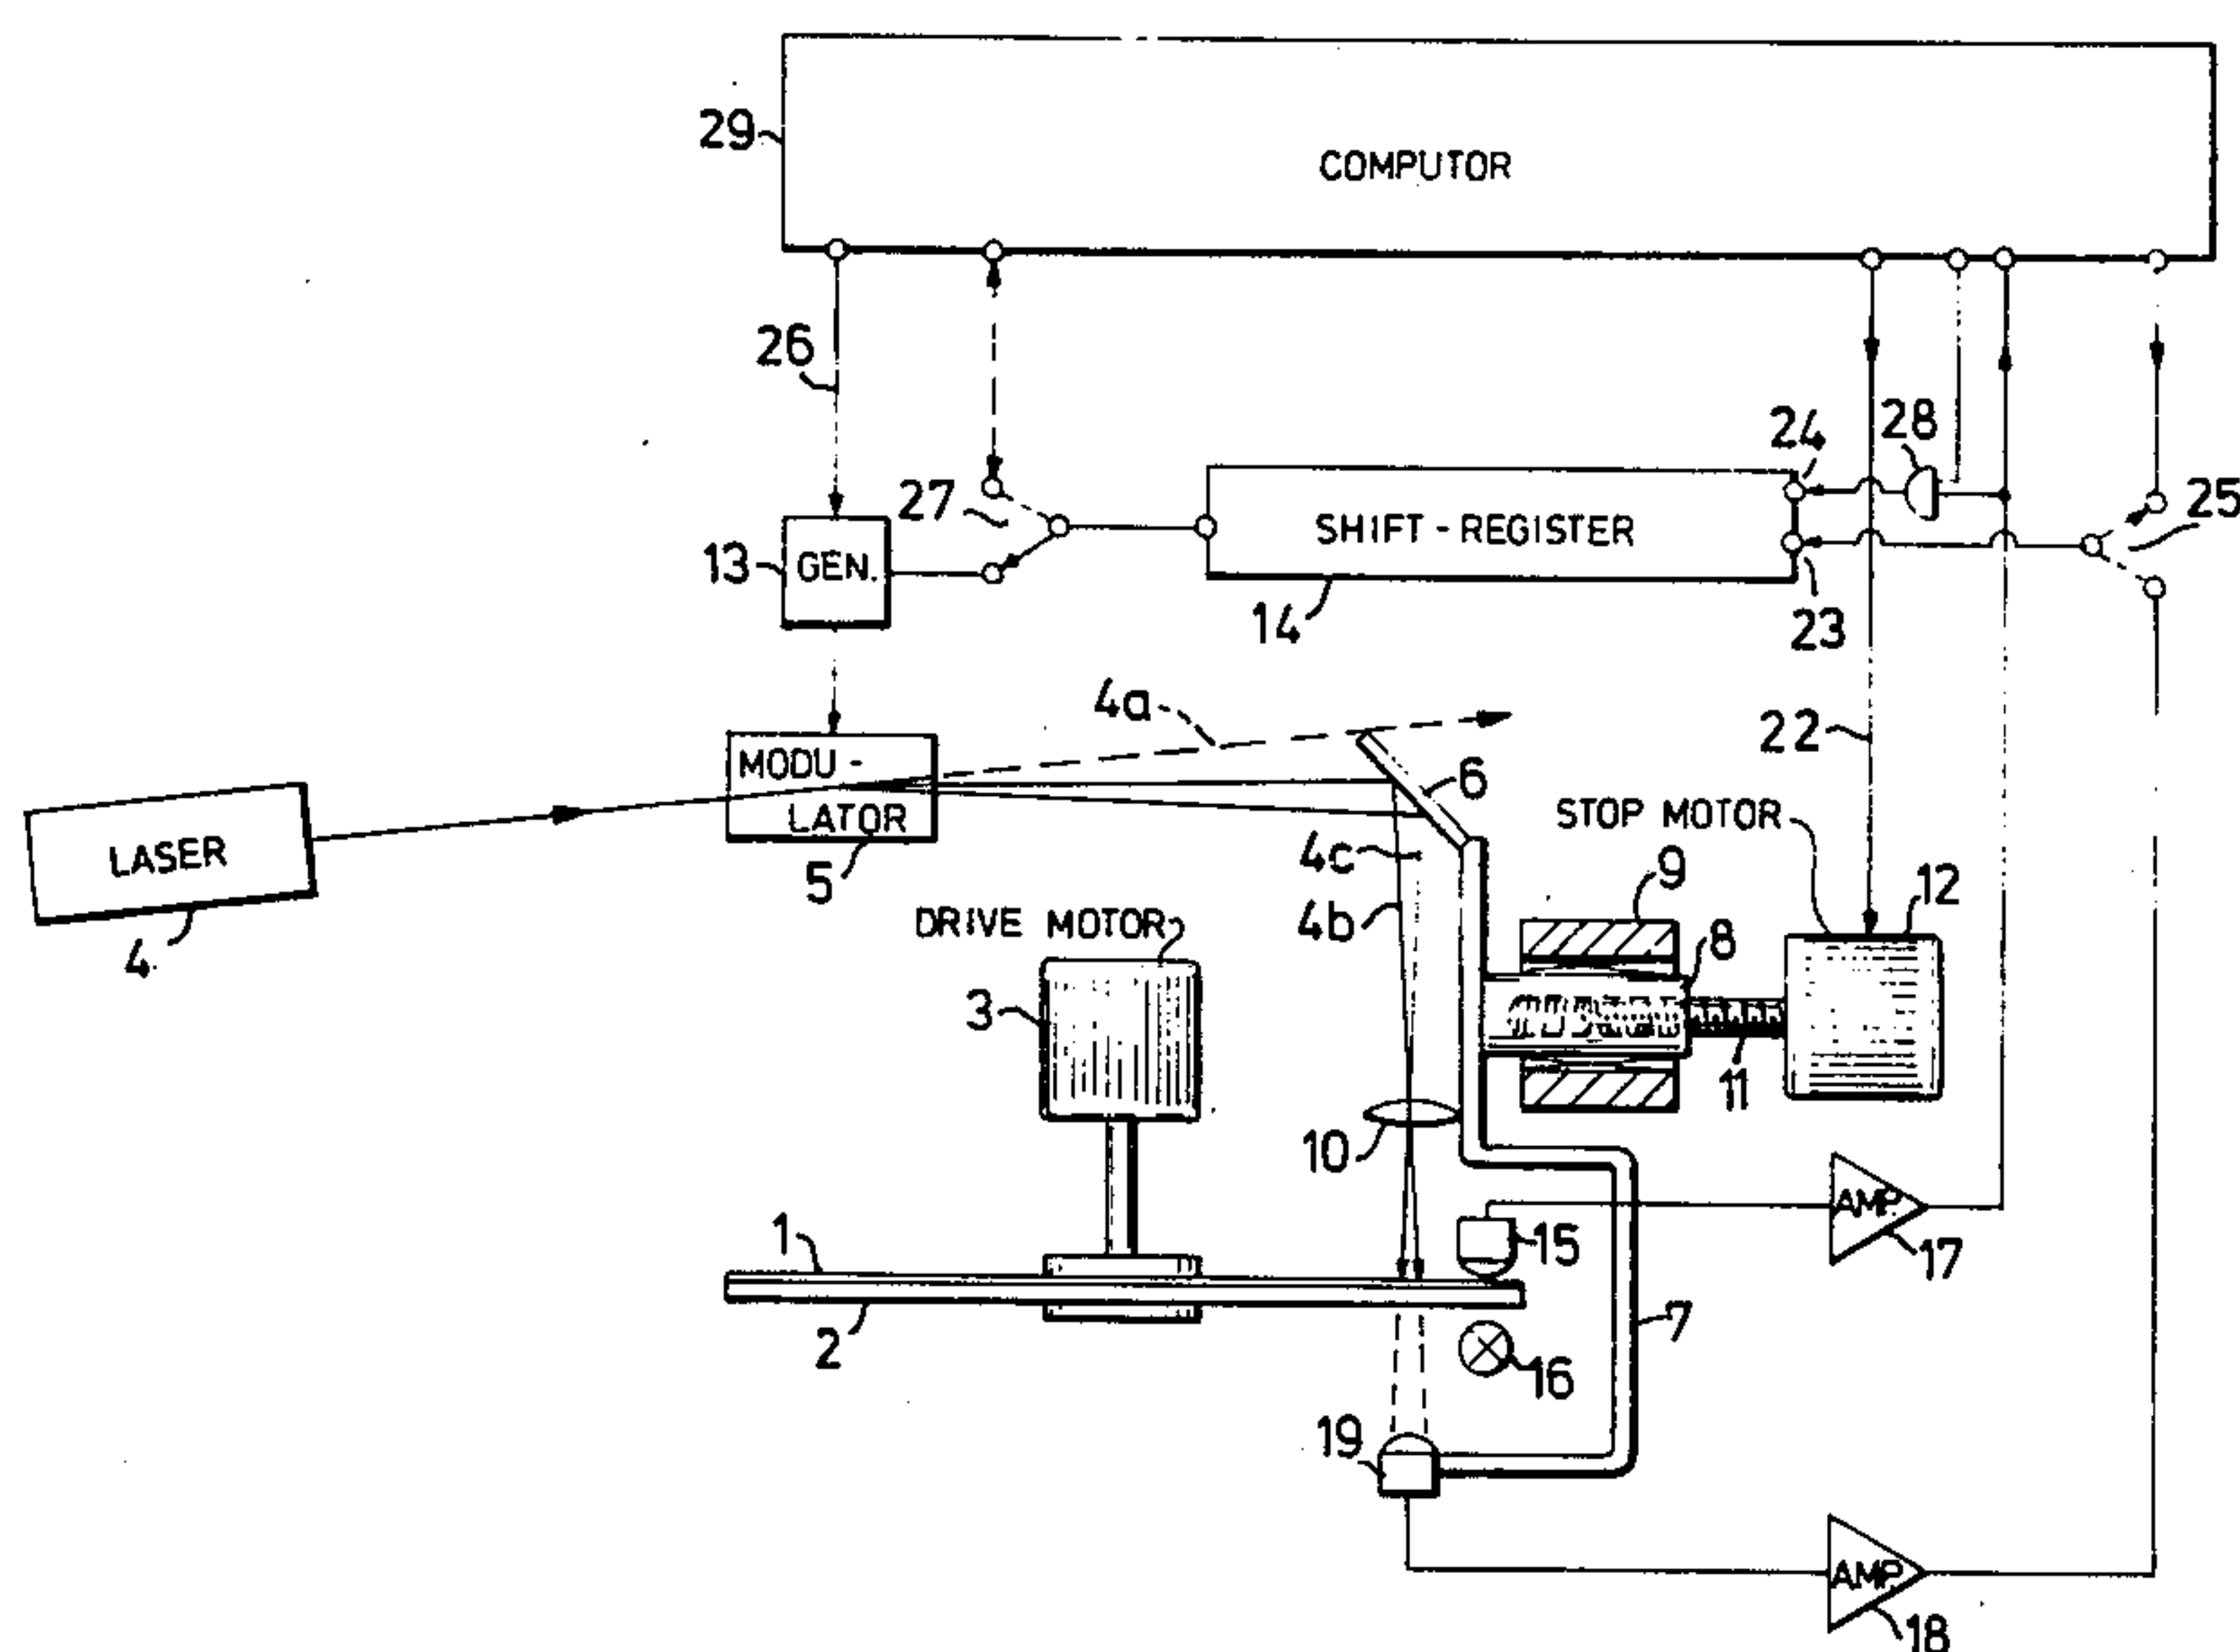 29
COMPUTOR
26
24
28
25
27
SHIFT - REGISTER
13
GEN.
14
23
4a
22
MODU -
LATOR
6
STOP MOTOR
LASER
5
4c
9
12
4
DRIVE MOTOR
4b
8
3
11
10
1
15
AMP.
17
2
7
16
19
AMP.
18